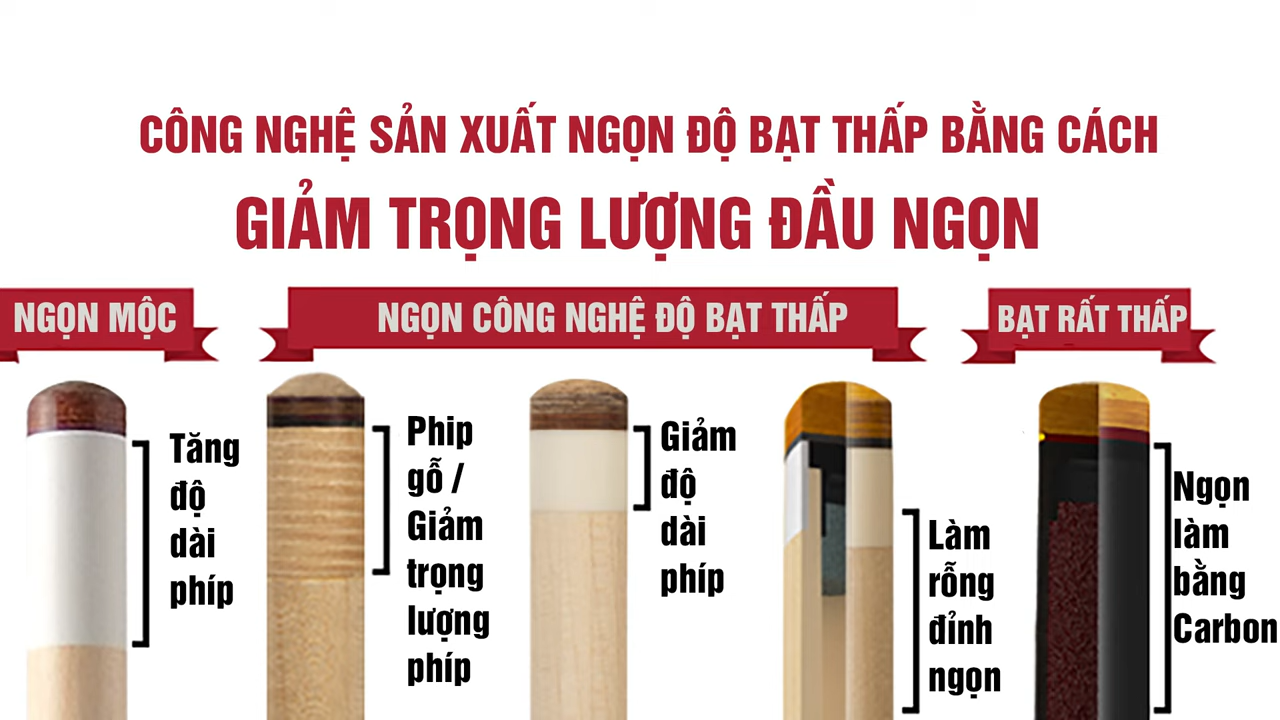 CÔNG NGHỆ SẢN XUẤT NGỌN ĐỘ BẠT THẤP BẰNG CÁCH
GIẢM TRỌNG LƯỢNG ĐẦU NGỌN
NGỌN MỘC
NGỌN CÔNG NGHỆ ĐỘ BẠT THẤP
BẠT RẤT THẤP
Tăng
độ
dài
phíp
Phip
gỗ /
Giảm
trọng
lượng
phíp
Giảm
độ
dài
phíp
Làm
rỗng
đỉnh
ngọn
Ngọn
làm
bằng
Carbon